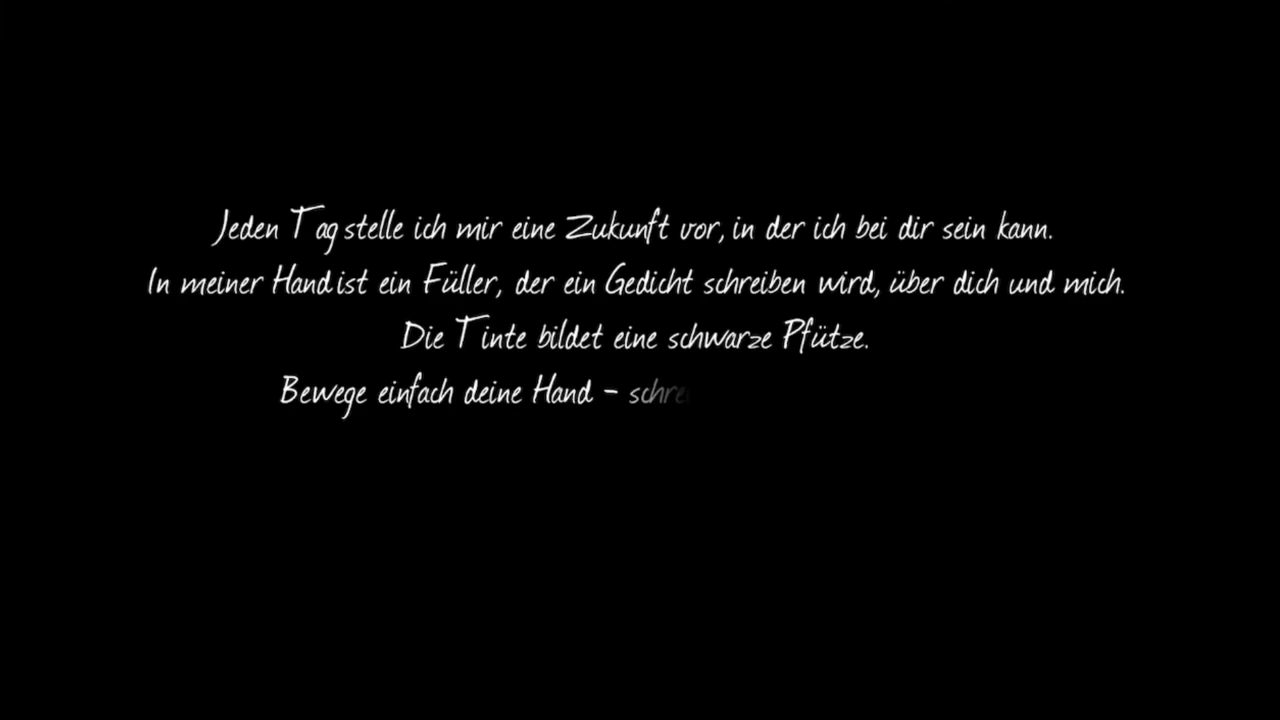 Jeden Tag stelle ich mir eine Zukunft vor, in der ich bei dir sein kann.
In meiner Hand ist ein Füller, der ein Gedicht schreiben wird, über dich und mich.
Die Tinte bildet eine schwarze Pfütze.
Bewege einfach deine Hand -